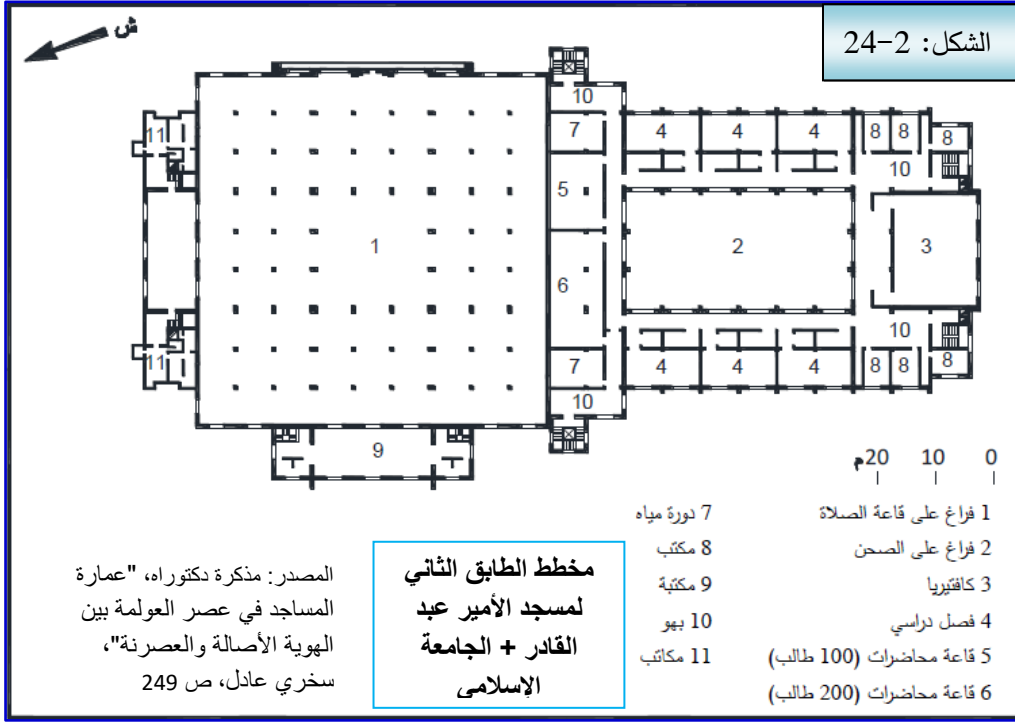 الشكل: 2-24
ش
10
11
7
4
4
4
8
8
8
10
5
1
2
3
6
10
11
7
4
4
4
8
8
8
10
9
0 10 20م
1 فراغ على قاعة الصلاة
2 فراغ على الصحن
3 كافتيريا
4 فصل دراسي
5 قاعة محاضرات (100 طالب)
6 قاعة محاضرات (200 طالب)
7 دورة مياه
8 مكتب
9 مكتبة
10 بهو
11 مكاتب
مخطط الطابق الثاني
لمسجد الأمير عبد
القادر + الجامعة
الإسلامي
المصدر: مذكرة دكتوراه، "عمارة
المساجد في عصر العولمة بين
الهوية الأصالة والعصرنة"،
سخري عادل، ص 249